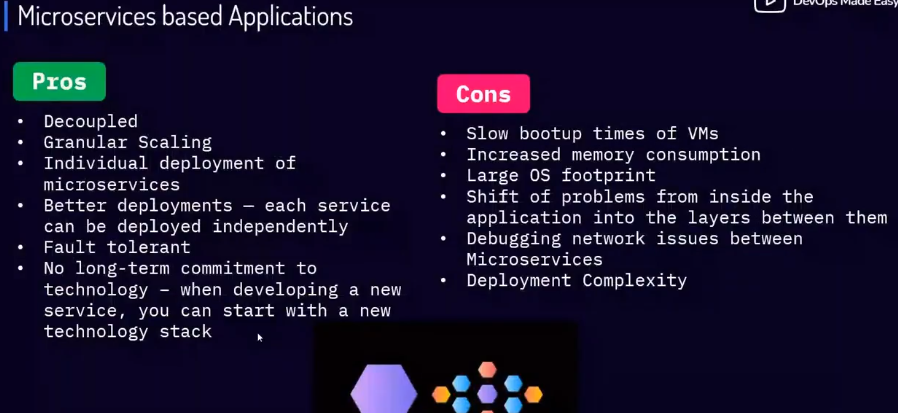 Microservices based Applications
DevOps Made Easy
Pros
• Decoupled
• Granular Scaling
• Individual deployment of
microservices
• Better deployments – each service
can be deployed independently
• Fault tolerant
• No long-term commitment to
technology – when developing a new
service, you can start with a new
technology stack
Cons
• Slow bootup times of VMs
• Increased memory consumption
• Large OS footprint
• Shift of problems from inside the
application into the layers between them
• Debugging network issues between
Microservices
• Deployment Complexity